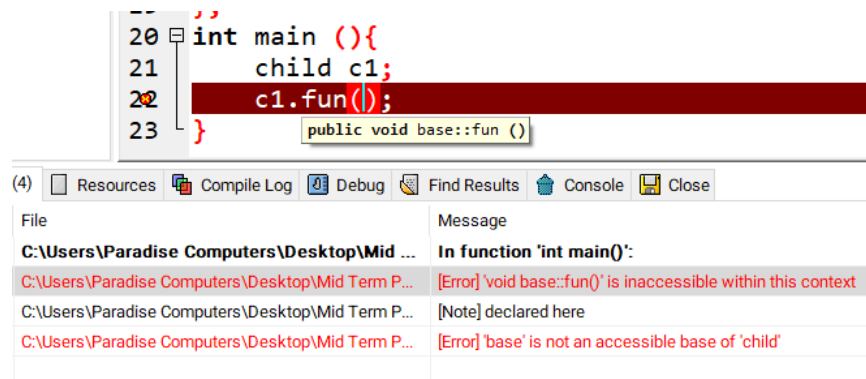 20 int main (){
21 child c1;
22 c1.fun();
23 }
public void base::fun ()
(4) Resources Compile Log Debug Find Results Console Close
File Message
C:\Users\Paradise Computers\Desktop\Mid ... In function 'int main()':
C:\Users\Paradise Computers\Desktop\Mid Term P... [Error] 'void base::fun()' is inaccessible within this context
C:\Users\Paradise Computers\Desktop\Mid Term P... [Note] declared here
C:\Users\Paradise Computers\Desktop\Mid Term P... [Error] 'base' is not an accessible base of 'child'